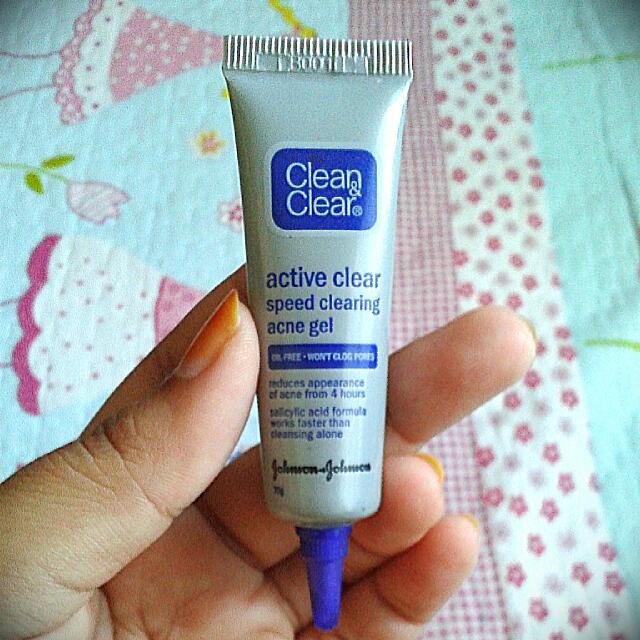 Clean
&
Clear®
active clear
speed clearing
acne gel
OIL-FREE • WON'T CLOG PORES
reduces appearance
of acne from 4 hours
salicylic acid formula
works faster than
cleansing alone
Johnson & Johnson